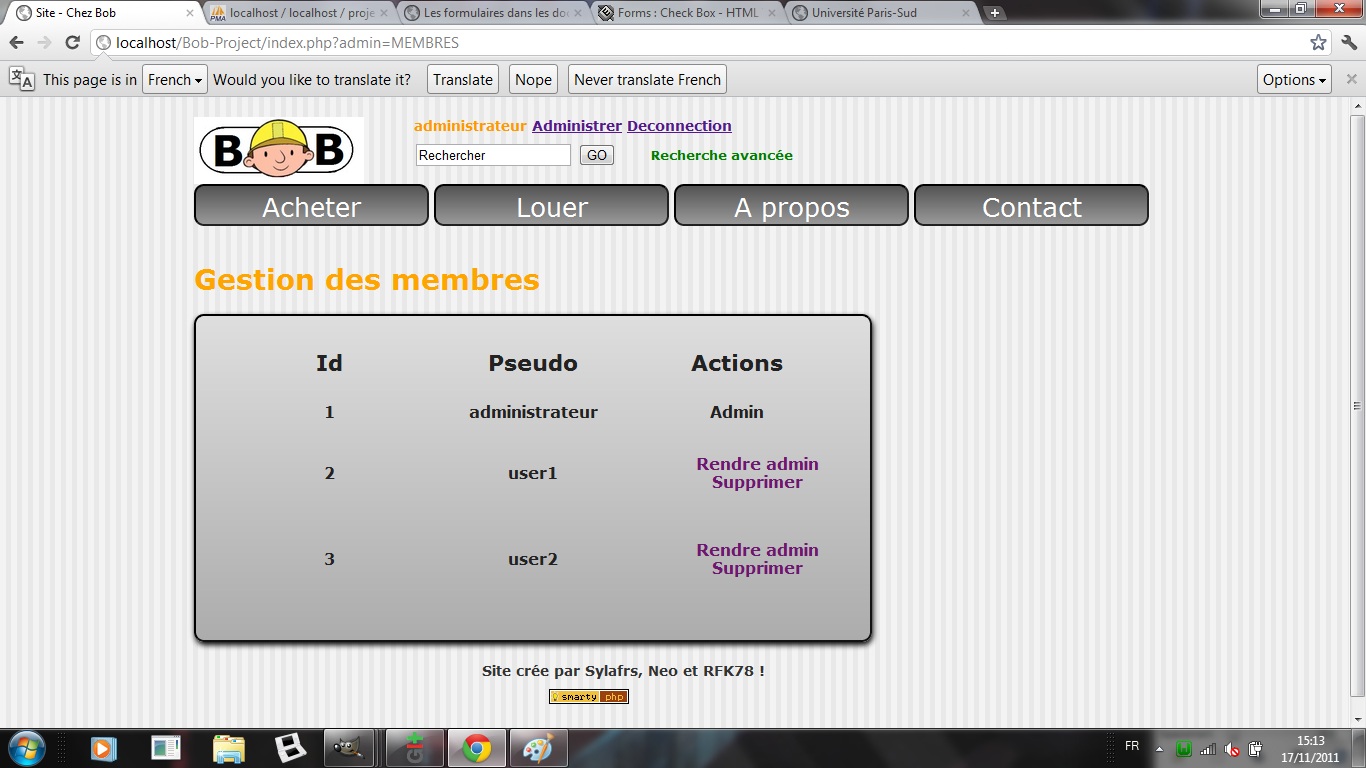 Site - Chez Bob
localhost / localhost / proje
Les formulaires dans les do
Forms : Check Box - HTML
Université Paris-Sud
localhost/Bob-Project/index.php?admin=MEMBRES
This page is in French Would you like to translate it? Translate Nope Never translate French Options
BOB
administrateur Administrer Deconnection
Rechercher GO Recherche avancée
Acheter Louer A propos Contact
Gestion des membres
Id Pseudo Actions
1 administrateur Admin
2 user1 Rendre admin
Supprimer
3 user2 Rendre admin
Supprimer
Site crée par Sylafrs, Neo et RFK78 !
smarty php
FR 15:13
17/11/2011